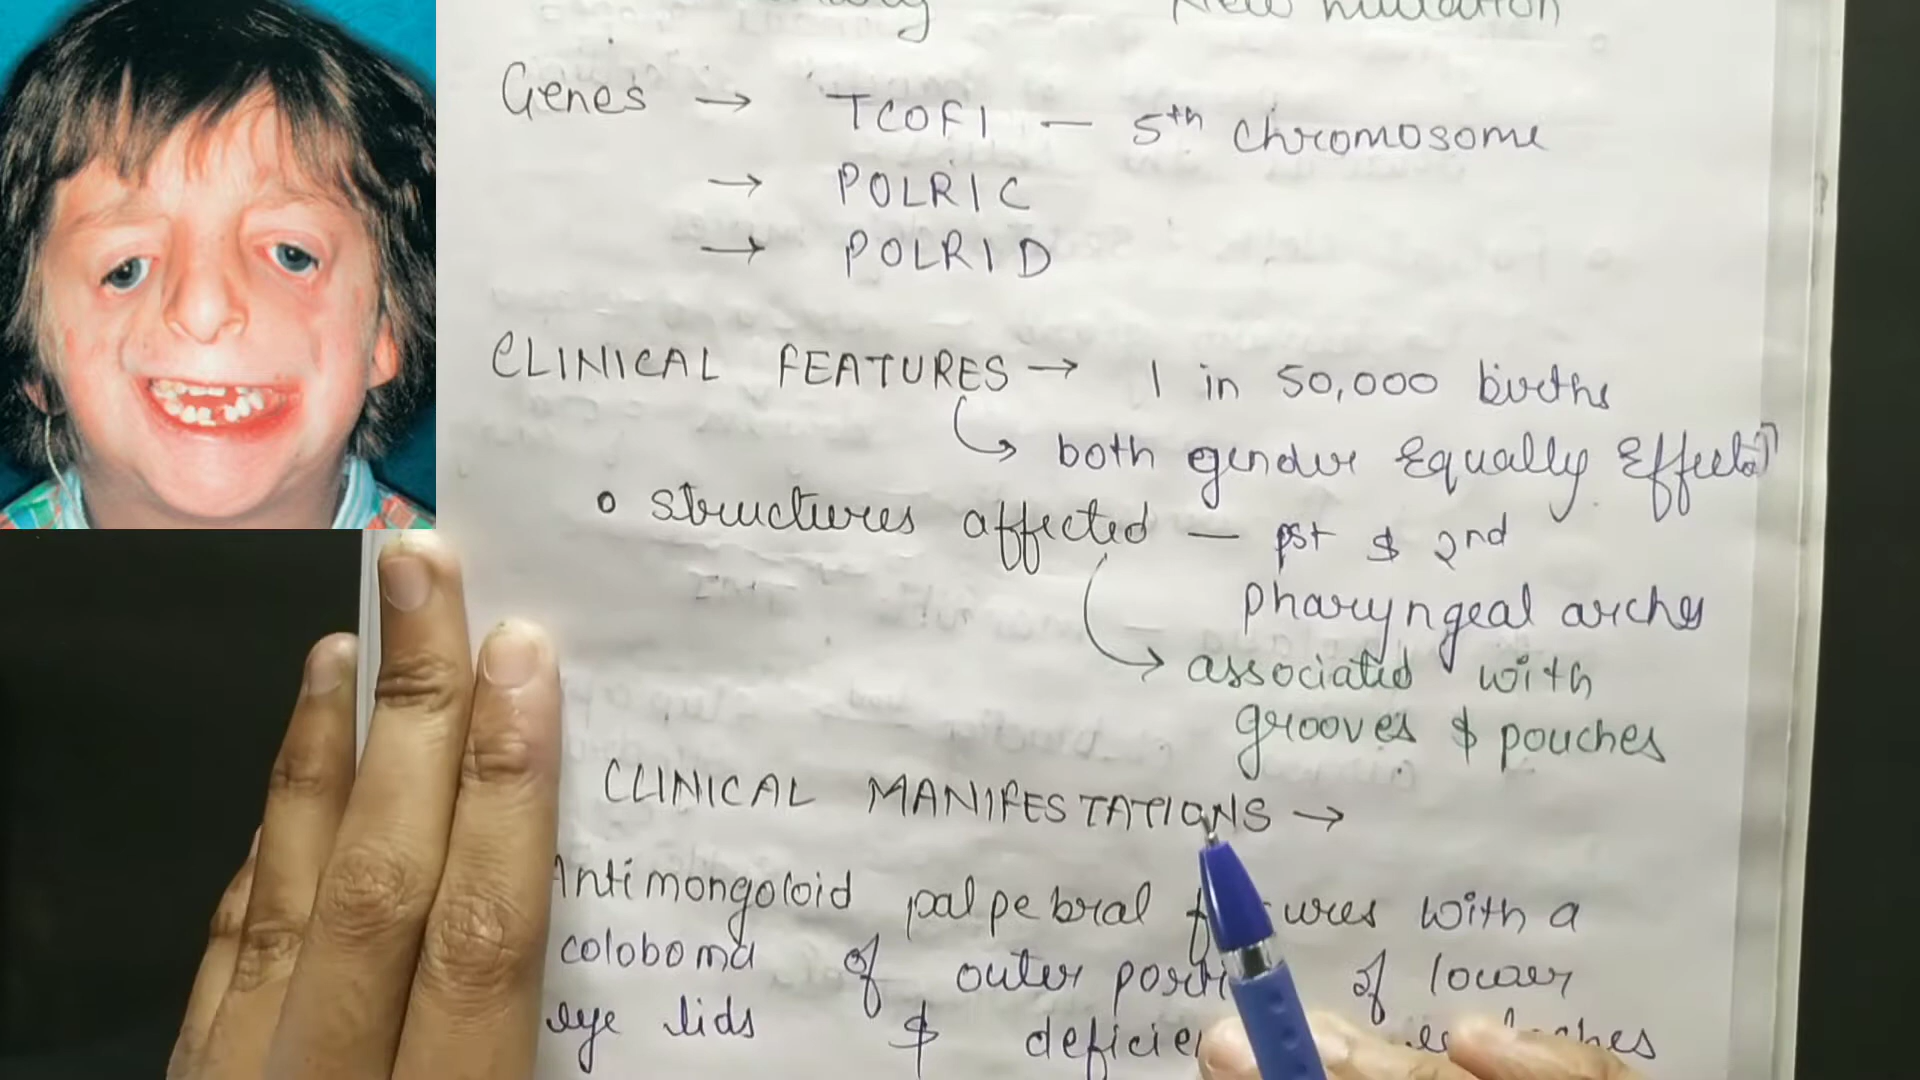 New mutation
Genes → TCOF1 — 5th chromosome
→ POLR1C
→ POLR1D
CLINICAL FEATURES → 1 in 50,000 births
both gender Equally Effected
• structures affected — 1st & 2nd
pharyngeal arches
associated with
grooves & pouches
CLINICAL MANIFESTATIONS →
Antimongoloid palpebral with a
coloboma of outer of lower
eye lids &